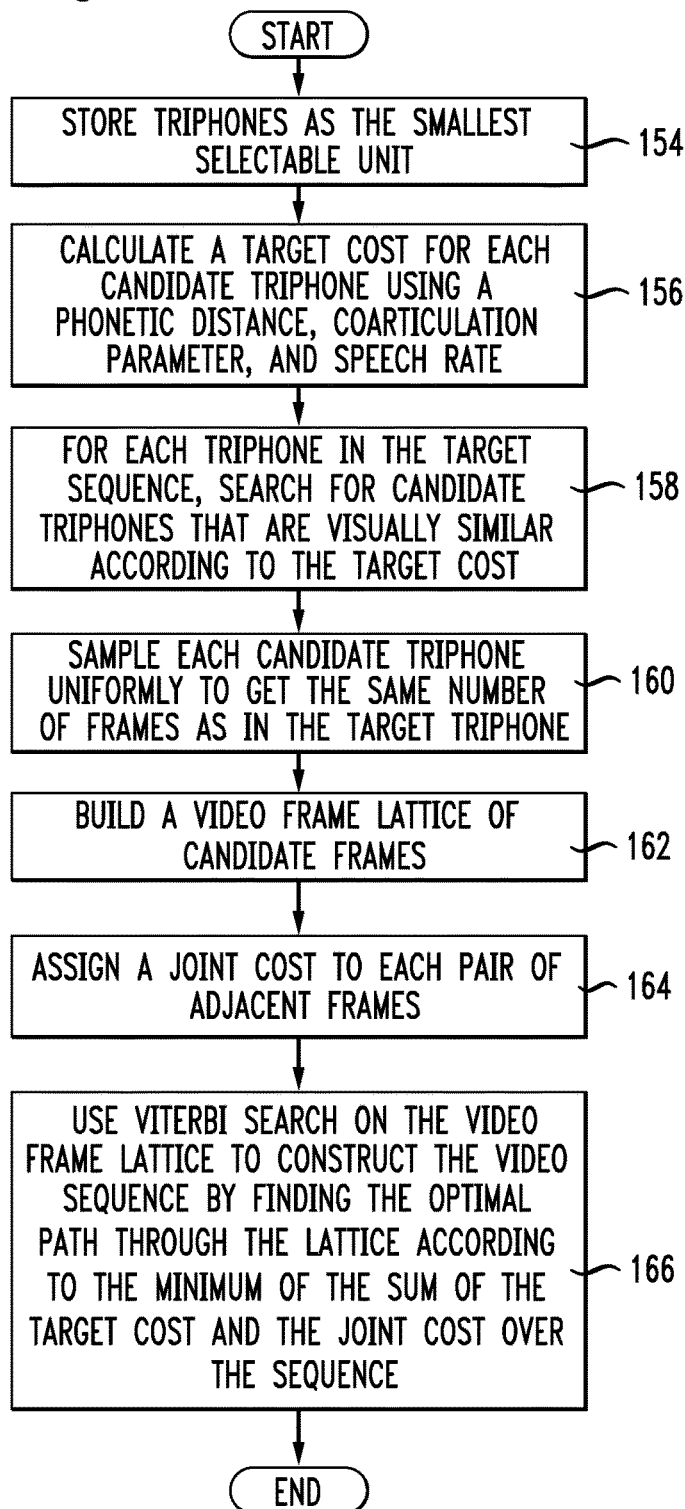 START
STORE TRIPHONES AS THE SMALLEST
SELECTABLE UNIT
154
CALCULATE A TARGET COST FOR EACH
CANDIDATE TRIPHONE USING A
PHONETIC DISTANCE, COARTICULATION
PARAMETER, AND SPEECH RATE
156
FOR EACH TRIPHONE IN THE TARGET
SEQUENCE, SEARCH FOR CANDIDATE
TRIPHONES THAT ARE VISUALLY SIMILAR
ACCORDING TO THE TARGET COST
158
SAMPLE EACH CANDIDATE TRIPHONE
UNIFORMLY TO GET THE SAME NUMBER
OF FRAMES AS IN THE TARGET TRIPHONE
160
BUILD A VIDEO FRAME LATTICE OF
CANDIDATE FRAMES
162
ASSIGN A JOINT COST TO EACH PAIR OF
ADJACENT FRAMES
164
USE VITERBI SEARCH ON THE VIDEO
FRAME LATTICE TO CONSTRUCT THE VIDEO
SEQUENCE BY FINDING THE OPTIMAL
PATH THROUGH THE LATTICE ACCORDING
TO THE MINIMUM OF THE SUM OF THE
TARGET COST AND THE JOINT COST OVER
THE SEQUENCE
166
END